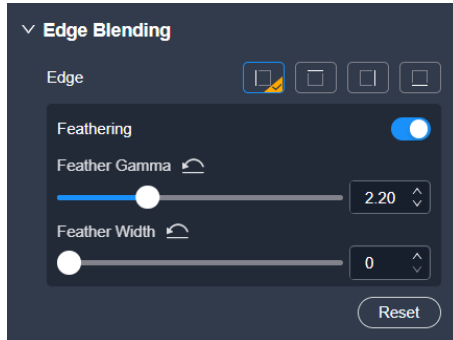 Edge Blending
Edge
Feathering
Feather Gamma
2.20
Feather Width
0
Reset